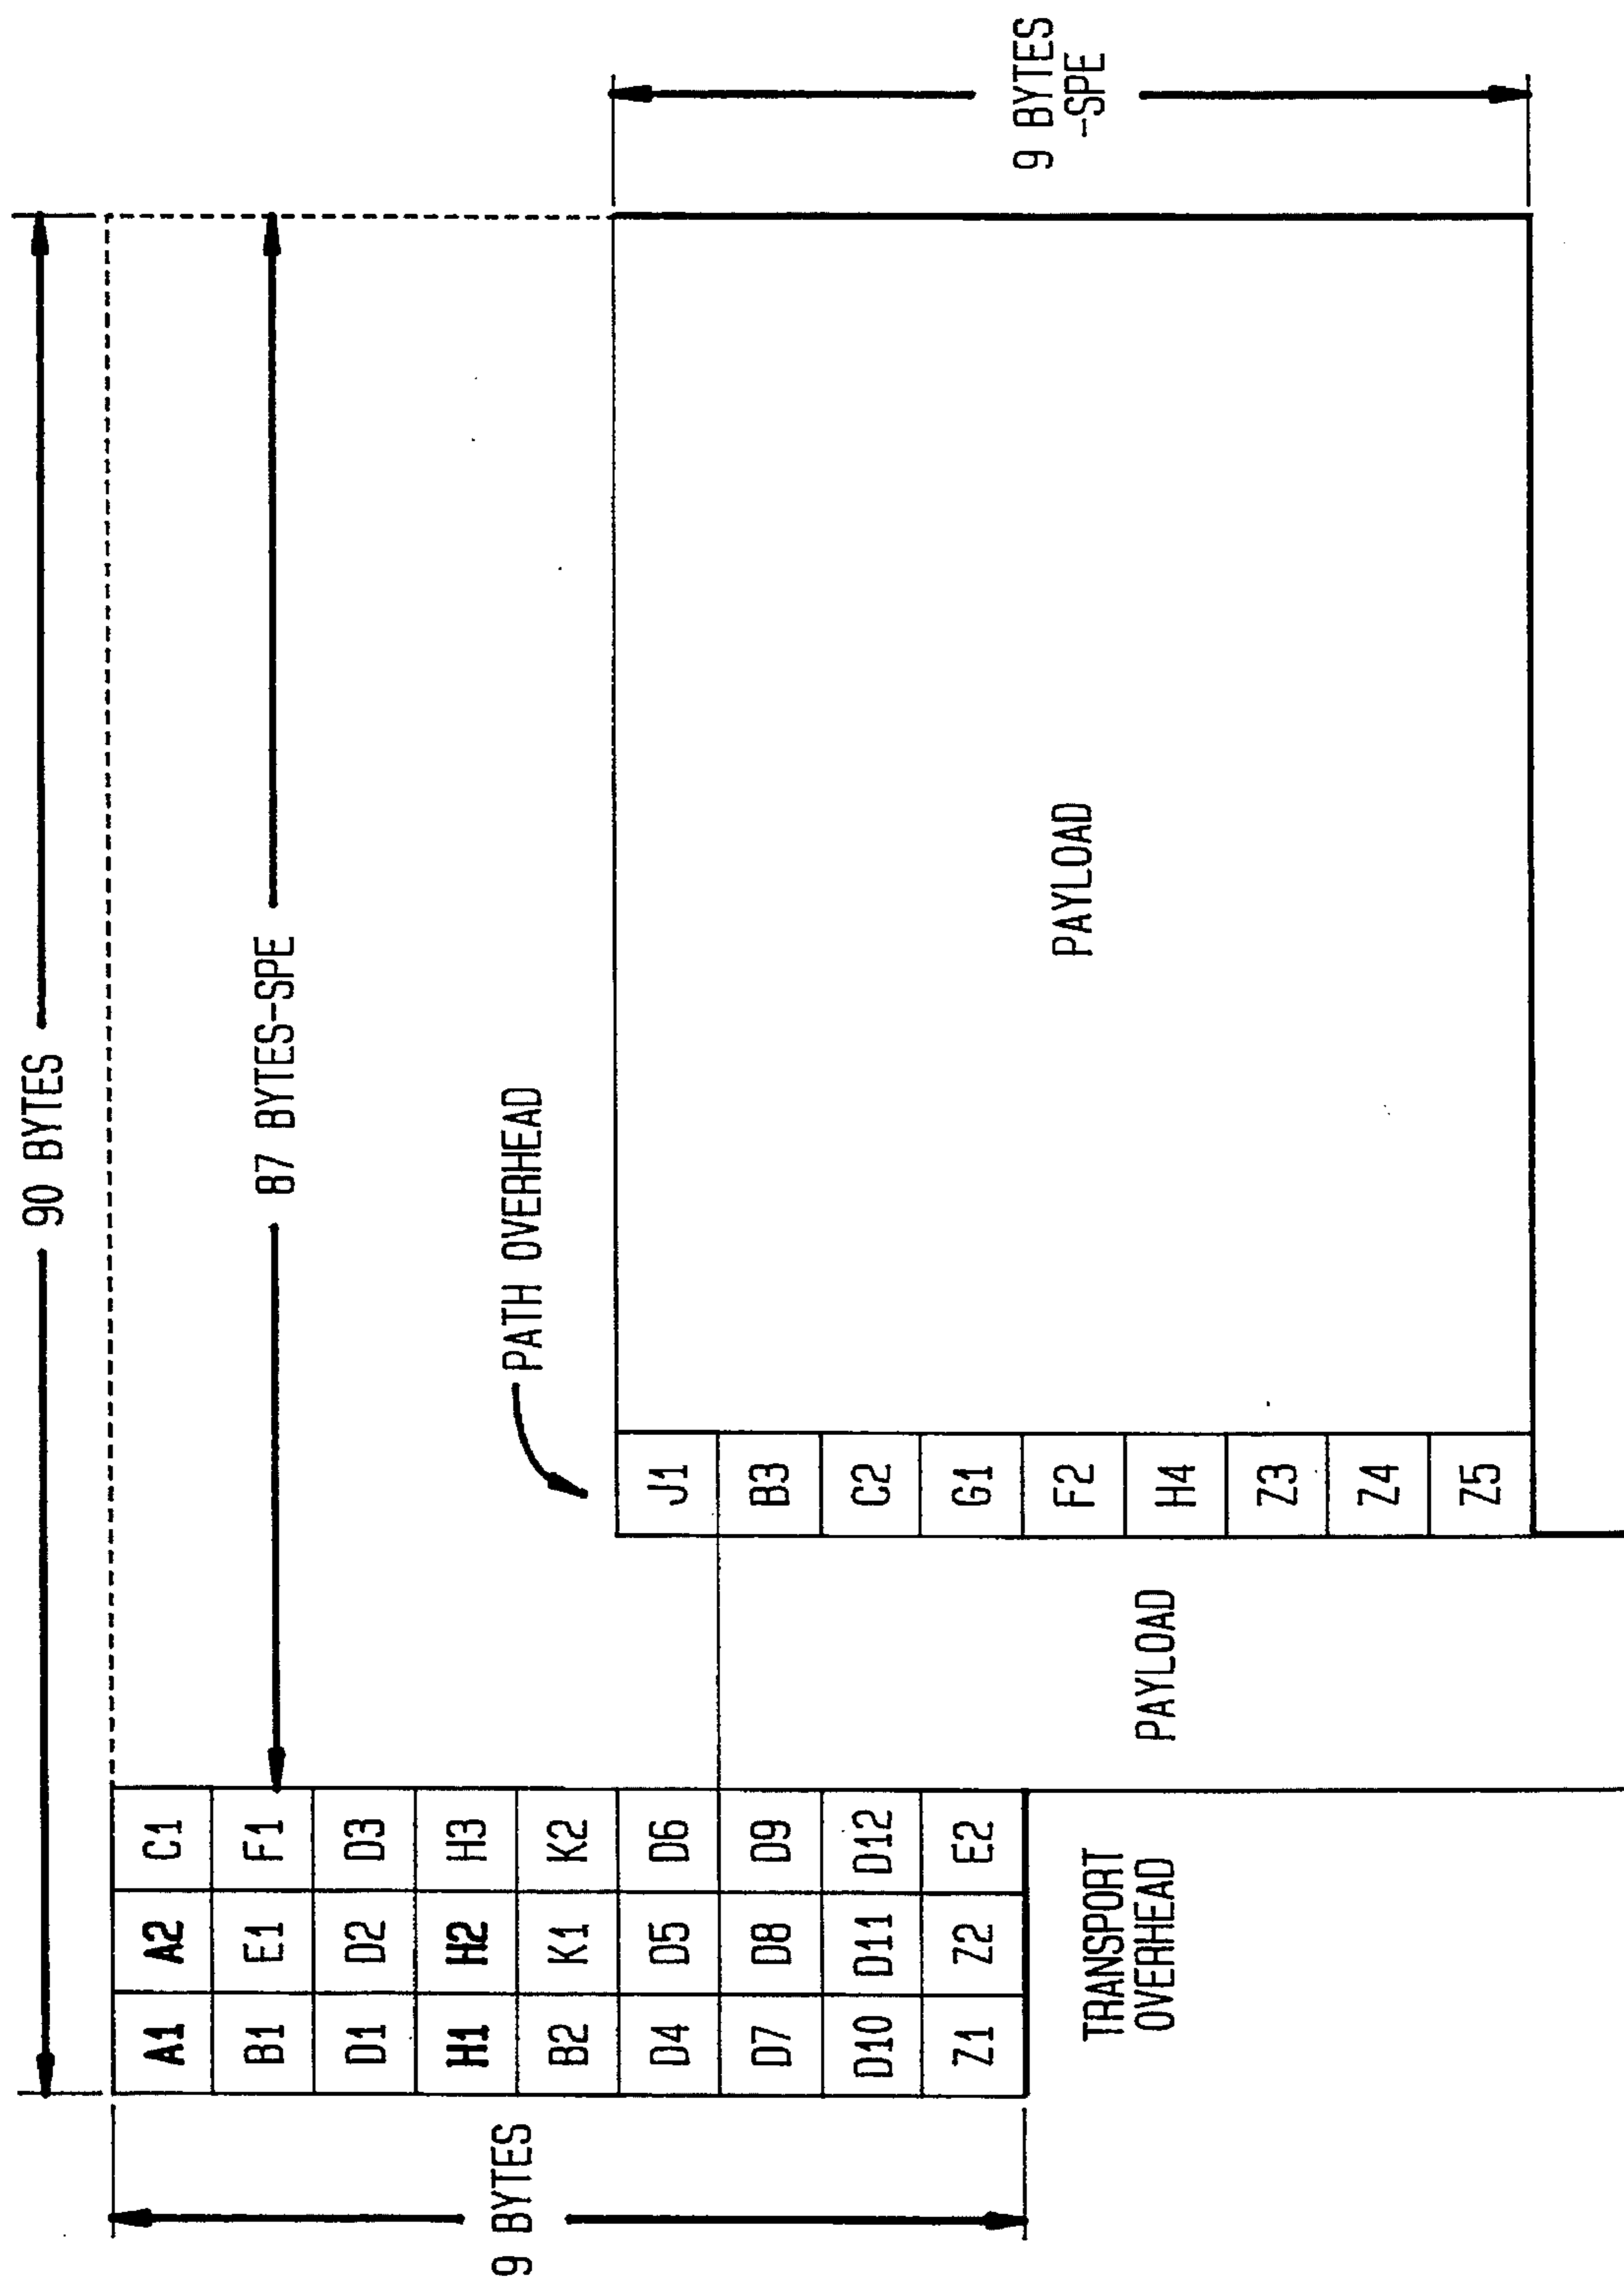 90 BYTES
87 BYTES-SPE
9 BYTES
A1 A2 C1
B1 E1 F1
D1 D2 D3
H1 H2 H3
B2 K1 K2
D4 D5 D6
D7 D8 D9
D10 D11 D12
Z1 Z2 E2
TRANSPORT
OVERHEAD
PATH OVERHEAD
J1
B3
C2
G1
F2
H4
Z3
Z4
Z5
PAYLOAD
PAYLOAD
9 BYTES
-SPE